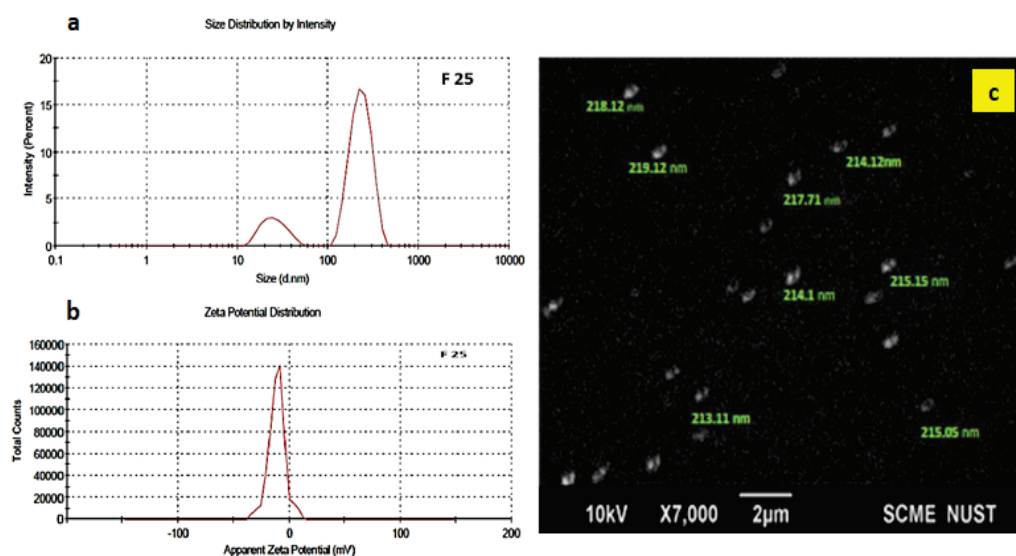 a
Size Distribution by Intensity
F 25
20
15
10
5
0
Intensity (Percent)
0.1 1 10 100 1000 10000
Size (d.nm)
b
Zeta Potential Distribution
F 25
160000
140000
120000
100000
80000
60000
40000
20000
0
Total Counts
-100 0 100 200
Apparent Zeta Potential (mV)
c
218.12 nm
219.12 nm
214.12nm
217.71 nm
214.1 nm
215.15 nm
213.11 nm
215.05 nm
10kV X7,000 2µm SCME NUST